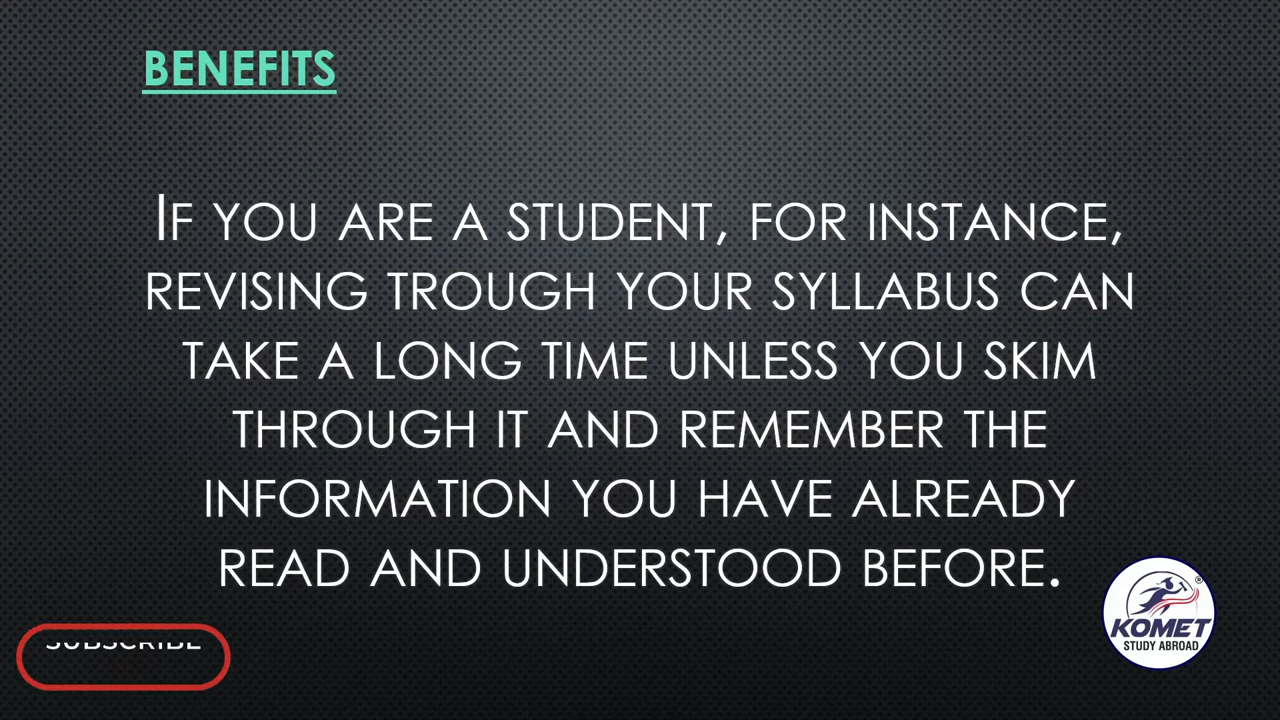 BENEFITS
IF YOU ARE A STUDENT, FOR INSTANCE,
REVISING TROUGH YOUR SYLLABUS CAN
TAKE A LONG TIME UNLESS YOU SKIM
THROUGH IT AND REMEMBER THE
INFORMATION YOU HAVE ALREADY
READ AND UNDERSTOOD BEFORE.
SUBSCRIBE
KOMET®
STUDY ABROAD